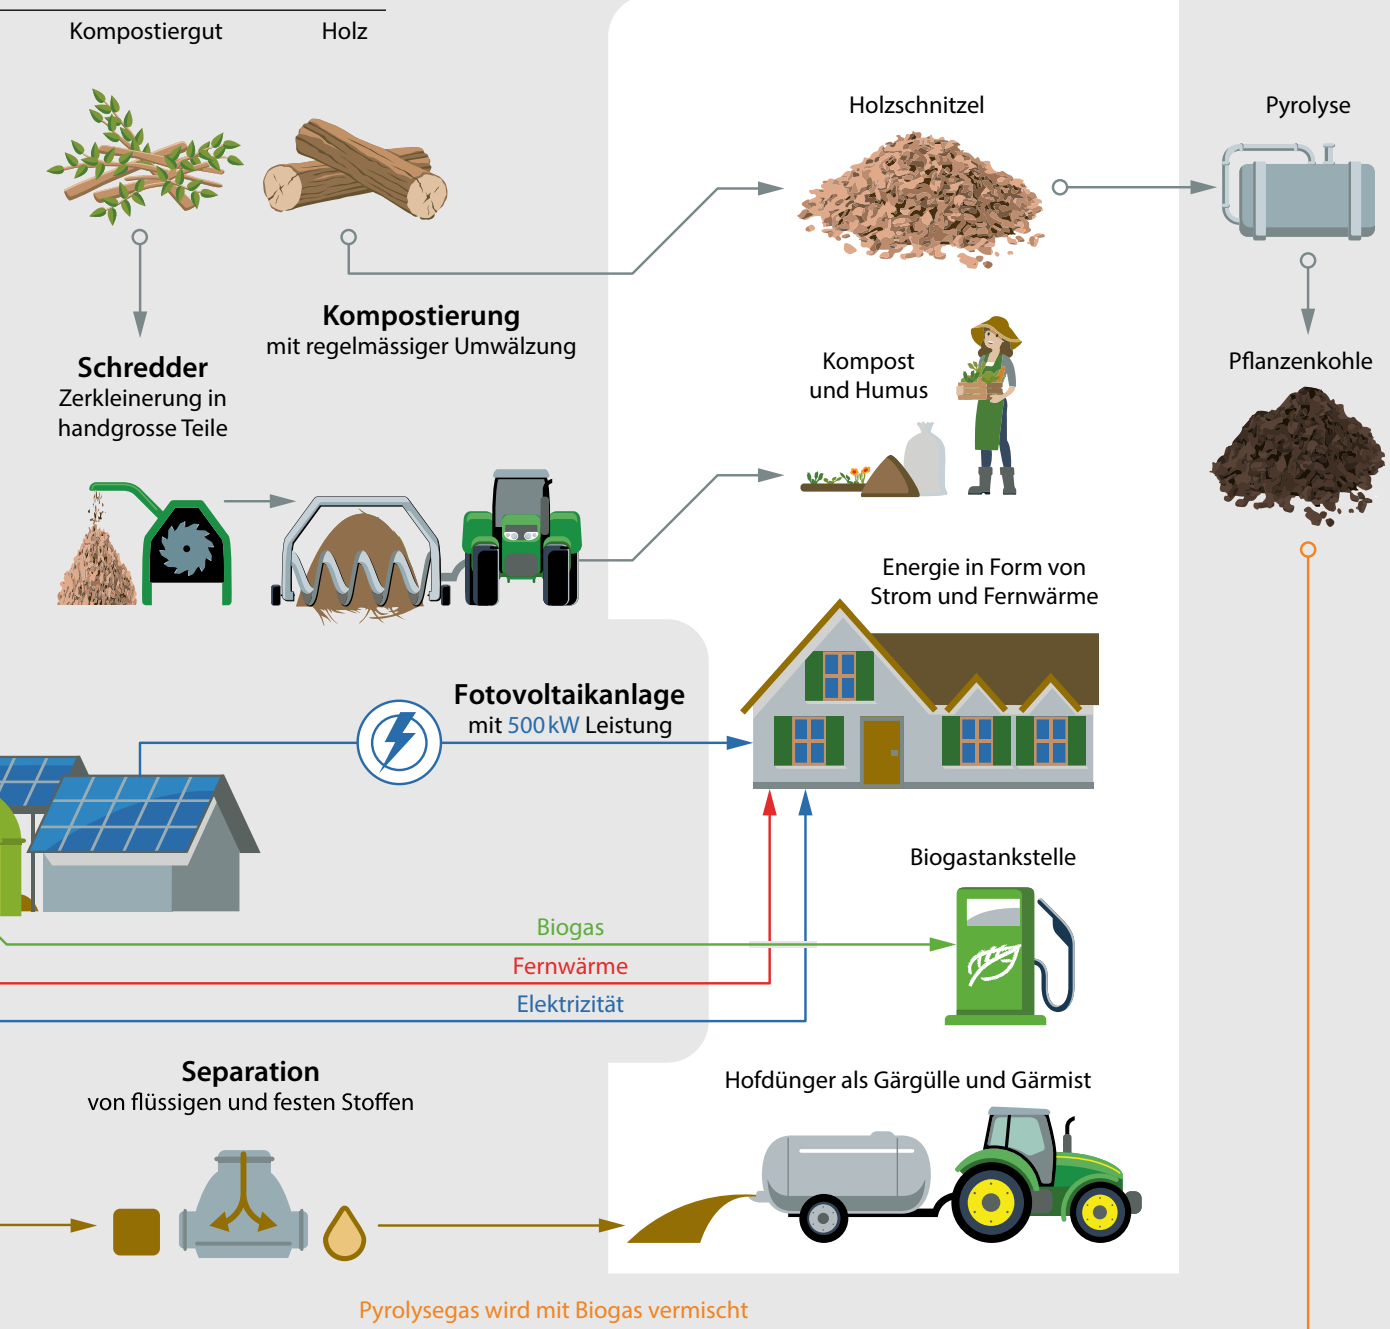 Kompostiergut
Holz
Holzschnitzel
Pyrolyse
Kompostierung
mit regelmässiger Umwälzung
Schredder
Zerkleinerung in
handgrosse Teile
Kompost
und Humus
Pflanzenkohle
Energie in Form von
Strom und Fernwärme
Fotovoltaikanlage
mit 500 kW Leistung
Biogastankstelle
Biogas
Fernwärme
Elektrizität
Separation
von flüssigen und festen Stoffen
Hofdünger als Gärgülle und Gärmist
Pyrolysegas wird mit Biogas vermischt